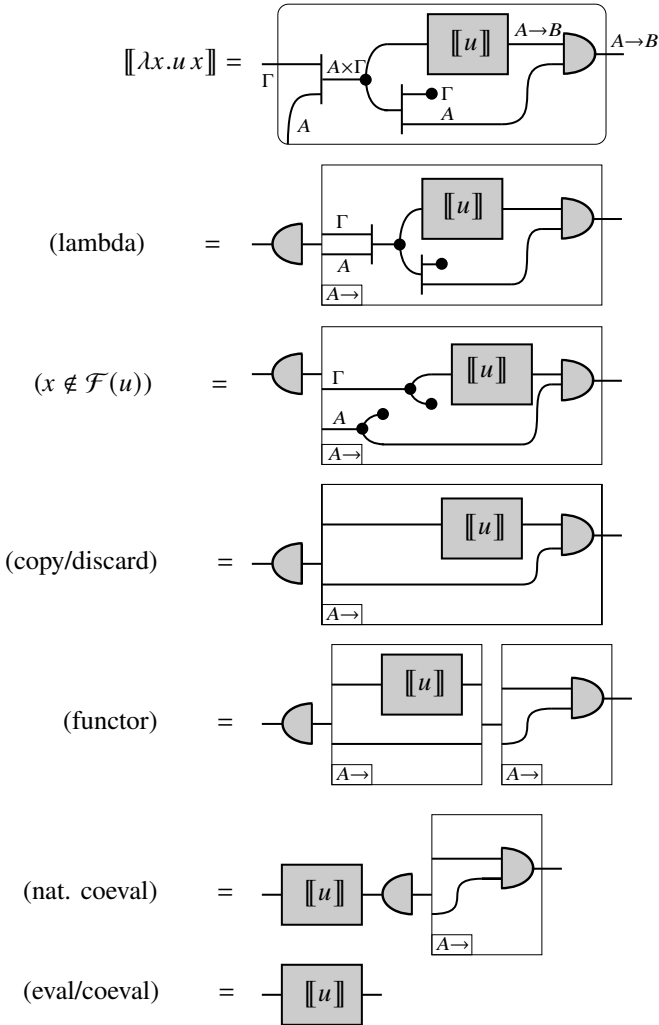 ⟦u⟧ A→B A→B
⟦λx.u x⟧ = Γ A×Γ Γ
A A
(lambda) = Γ ⟦u⟧
A
A→
(x ∉ ℱ(u)) = Γ ⟦u⟧
A
A→
⟦u⟧
(copy/discard) =
A→
⟦u⟧
(functor) =
A→ A→
(nat. coeval) = ⟦u⟧
A→
(eval/coeval) = ⟦u⟧